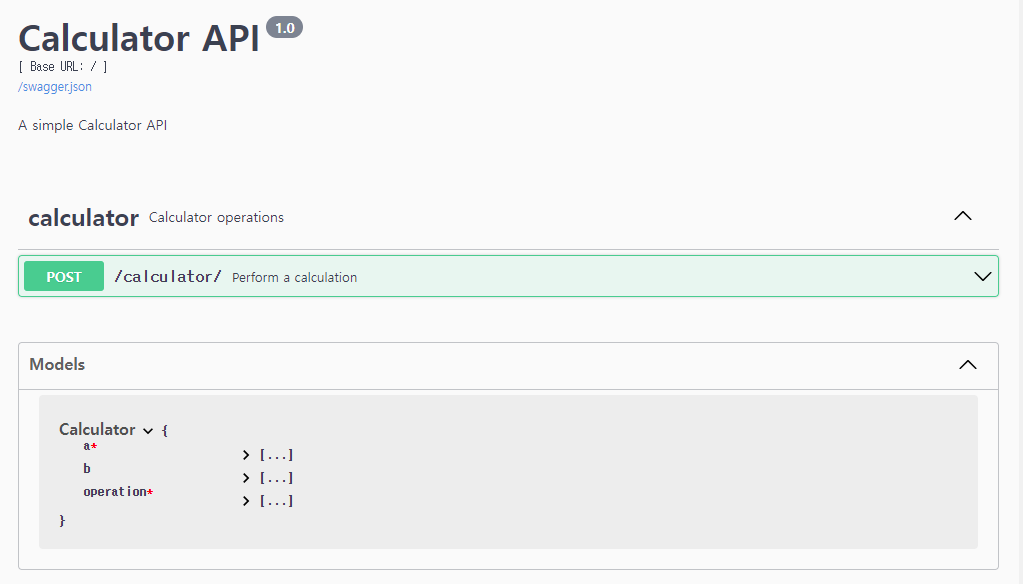 Calculator API 1.0
[ Base URL: / ]
/swagger.json
A simple Calculator API
calculator Calculator operations
POST /calculator/ Perform a calculation
Models
Calculator {
a* [...]
b [...]
operation* [...]
}